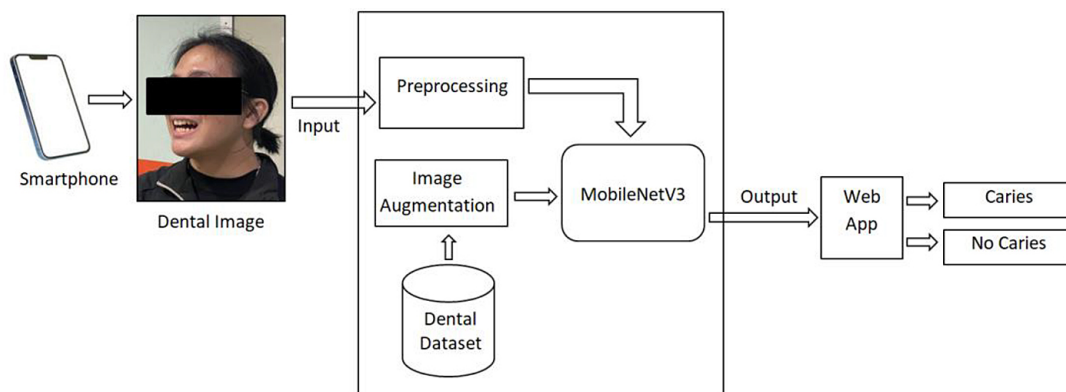 Smartphone
Dental Image
Input
Preprocessing
Image
Augmentation
Dental
Dataset
MobileNetV3
Output
Web
App
Caries
No Caries